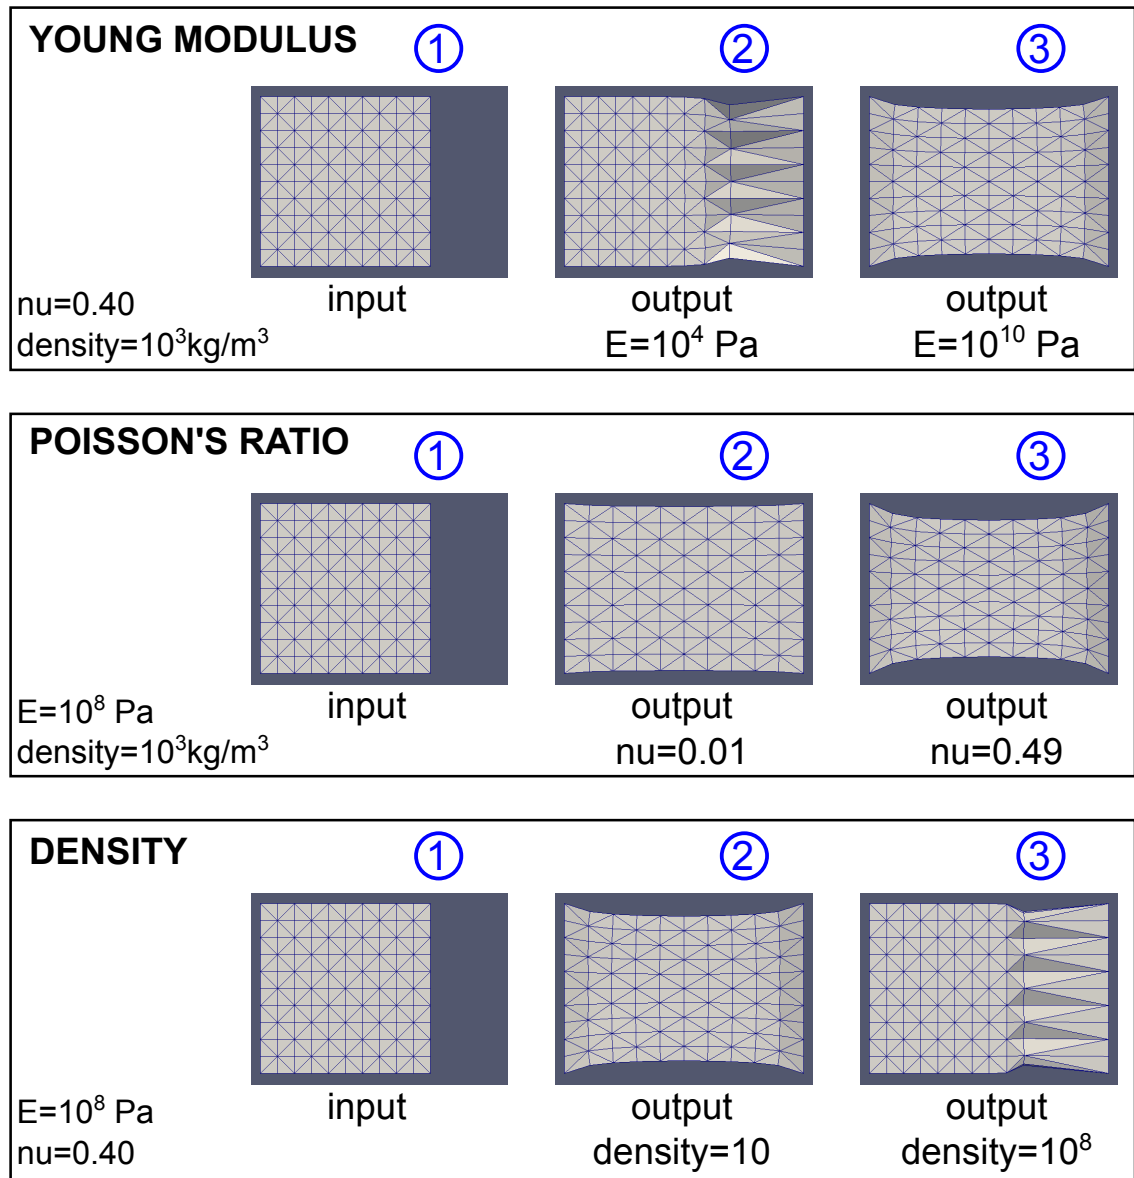 YOUNG MODULUS
1 2 3
input output output
nu=0.40
density=10³kg/m³ E=10⁴ Pa E=10¹⁰ Pa
POISSON'S RATIO
1 2 3
input output output
E=10⁸ Pa
density=10³kg/m³ nu=0.01 nu=0.49
DENSITY
1 2 3
input output output
E=10⁸ Pa
nu=0.40 density=10 density=10⁸